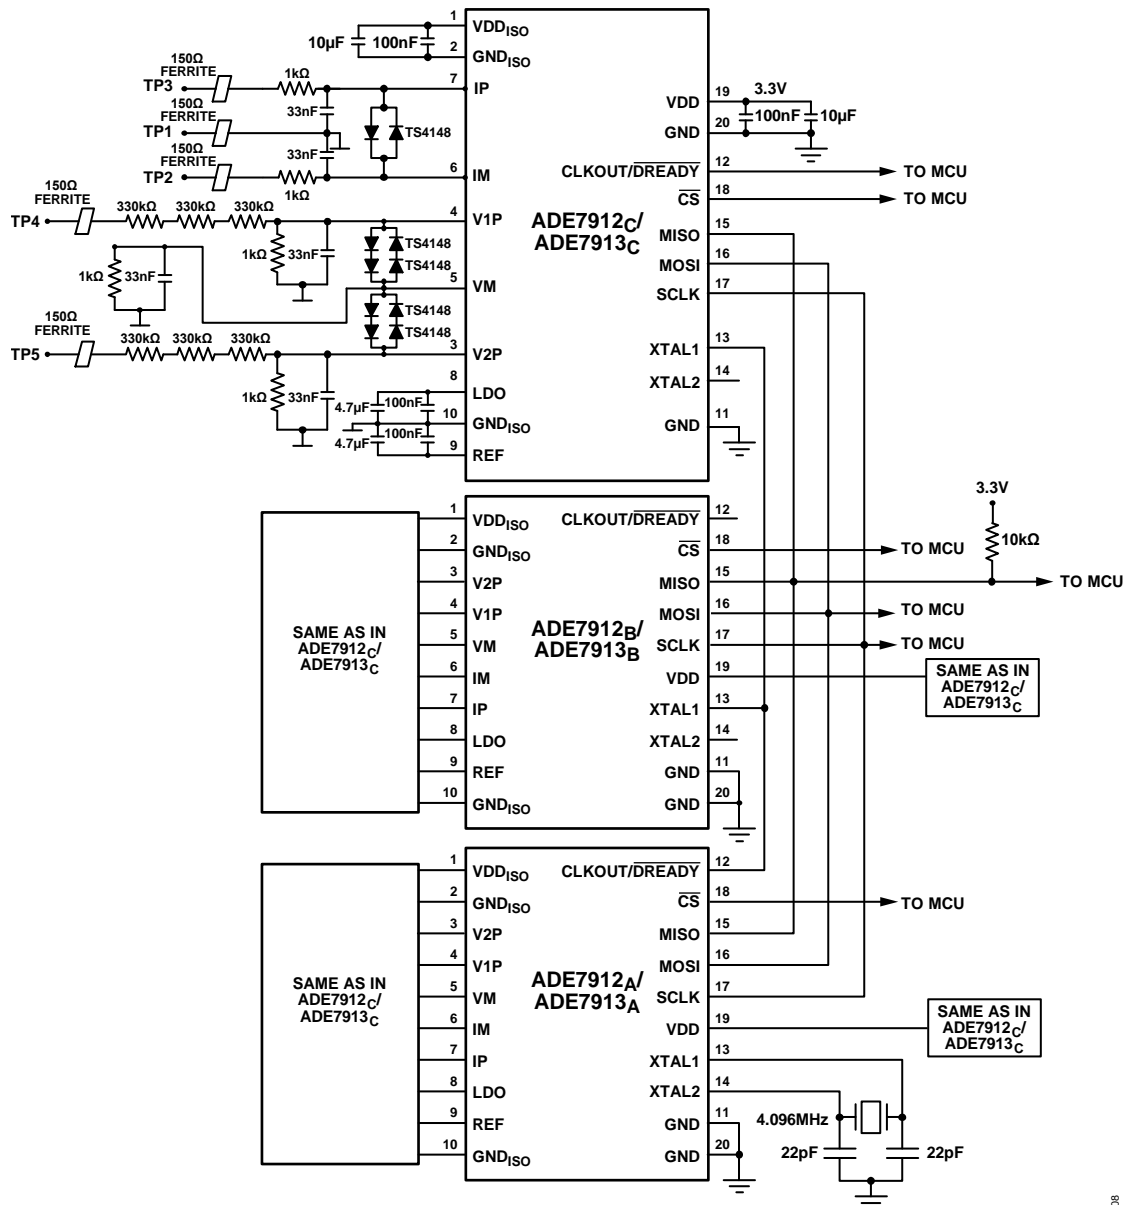 1
VDDISO
10µF
100nF
2
GNDISO
150Ω
FERRITE
TP3
1kΩ
7
IP
33nF
TS4148
150Ω
FERRITE
TP1
150Ω
FERRITE
TP2
33nF
1kΩ
6
IM
150Ω
FERRITE
TP4
330kΩ
330kΩ
330kΩ
4
V1P
1kΩ
33nF
TS4148
TS4148
1kΩ
33nF
5
VM
TS4148
TS4148
150Ω
FERRITE
TP5
330kΩ
330kΩ
330kΩ
3
V2P
1kΩ
33nF
8
LDO
4.7µF
100nF
10
GNDISO
4.7µF
100nF
9
REF
ADE7912C/
ADE7913C
VDD
19
3.3V
100nF
10µF
GND
20
CLKOUT/DREADY
12
TO MCU
CS
18
TO MCU
MISO
15
MOSI
16
SCLK
17
XTAL1
13
XTAL2
14
GND
11
SAME AS IN
ADE7912C/
ADE7913C
1
VDDISO
2
GNDISO
3
V2P
4
V1P
5
VM
6
IM
7
IP
8
LDO
9
REF
10
GNDISO
ADE7912B/
ADE7913B
CLKOUT/DREADY
12
CS
18
TO MCU
3.3V
10kΩ
MISO
15
TO MCU
MOSI
16
TO MCU
SCLK
17
TO MCU
VDD
19
SAME AS IN
ADE7912C/
ADE7913C
XTAL1
13
XTAL2
14
GND
11
GND
20
SAME AS IN
ADE7912C/
ADE7913C
1
VDDISO
2
GNDISO
3
V2P
4
V1P
5
VM
6
IM
7
IP
8
LDO
9
REF
10
GNDISO
ADE7912A/
ADE7913A
CLKOUT/DREADY
12
CS
18
TO MCU
MISO
15
MOSI
16
SCLK
17
VDD
19
SAME AS IN
ADE7912C/
ADE7913C
XTAL1
13
XTAL2
14
GND
11
GND
20
4.096MHz
22pF
22pF
08